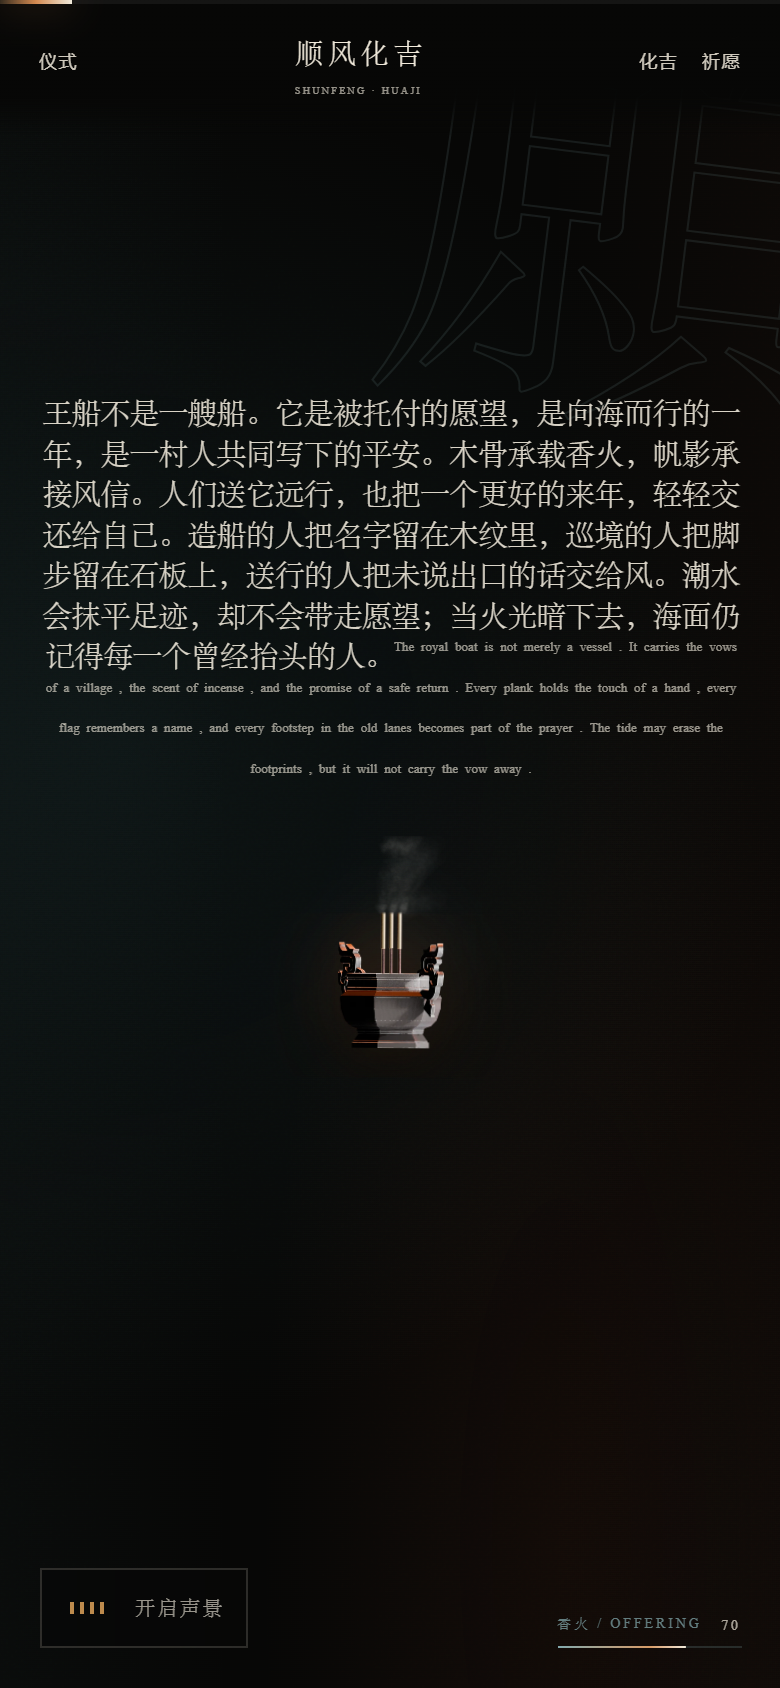 仪式
顺风化吉
SHUNFENG · HUAJI
化吉 祈愿
願
王船不是一艘船。它是被托付的愿望，是向海而行的一
年，是一村人共同写下的平安。木骨承载香火，帆影承
接风信。人们送它远行，也把一个更好的来年，轻轻交
还给自己。造船的人把名字留在木纹里，巡境的人把脚
步留在石板上，送行的人把未说出口的话交给风。潮水
会抹平足迹，却不会带走愿望；当火光暗下去，海面仍
记得每一个曾经抬头的人。The royal boat is not merely a vessel . It carries the vows
of a village , the scent of incense , and the promise of a safe return . Every plank holds the touch of a hand , every
flag remembers a name , and every footstep in the old lanes becomes part of the prayer . The tide may erase the
footprints , but it will not carry the vow away .
开启声景
香火 / OFFERING 70